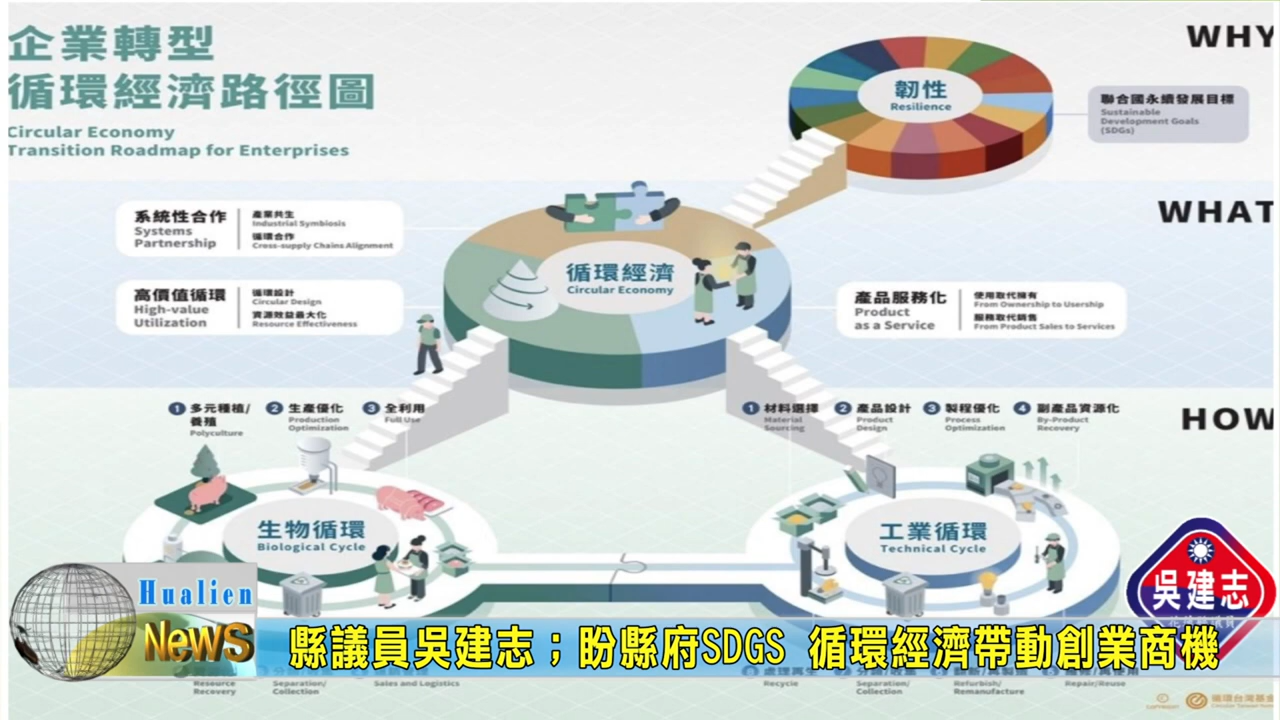 企業轉型
循環經濟路徑圖
Circular Economy
Transition Roadmap for Enterprises
WHY
韌性
Resilience
聯合國永續發展目標
Sustainable
Development Goals
(SDGs)
WHAT
系統性合作
Systems
Partnership
產業共生
Industrial Symbiosis
循環合作
Cross-supply Chains Alignment
高價值循環
High-value
Utilization
循環設計
Circular Design
資源效益最大化
Resource Effectiveness
循環經濟
Circular Economy
產品服務化
Product
as a Service
使用取代擁有
From Ownership to Usership
服務取代銷售
From Product Sales to Services
HOW
1 多元種植/
養殖
Polyculture
2 生產優化
Production
Optimization
3 全利用
Full Use
1 材料選擇
Material
Sourcing
2 產品設計
Product
Design
3 製程優化
Process
Optimization
4 副產品資源化
By-Product
Recovery
生物循環
Biological Cycle
工業循環
Technical Cycle
吳建志
Hualien
News
縣議員吳建志；盼縣府SDGS 循環經濟帶動創業商機
Resource
Recovery
Separation/
Collection
Sales and Logistics
Recycle
Separation/
Collection
Refurbish/
Remanufacture
Repair/Reuse
循環台灣基金